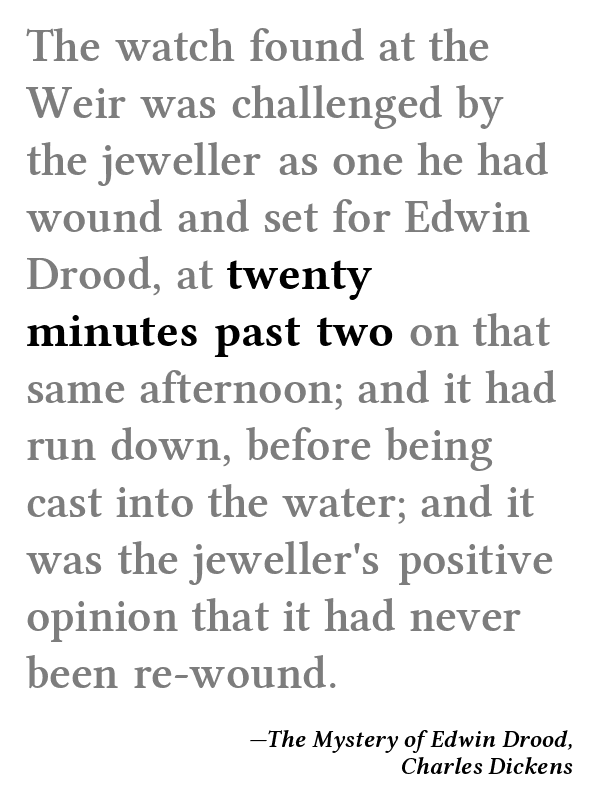 The watch found at the
Weir was challenged by
the jeweller as one he had
wound and set for Edwin
Drood, at twenty
minutes past two on that
same afternoon; and it had
run down, before being
cast into the water; and it
was the jeweller's positive
opinion that it had never
been re-wound.
—The Mystery of Edwin Drood,
Charles Dickens